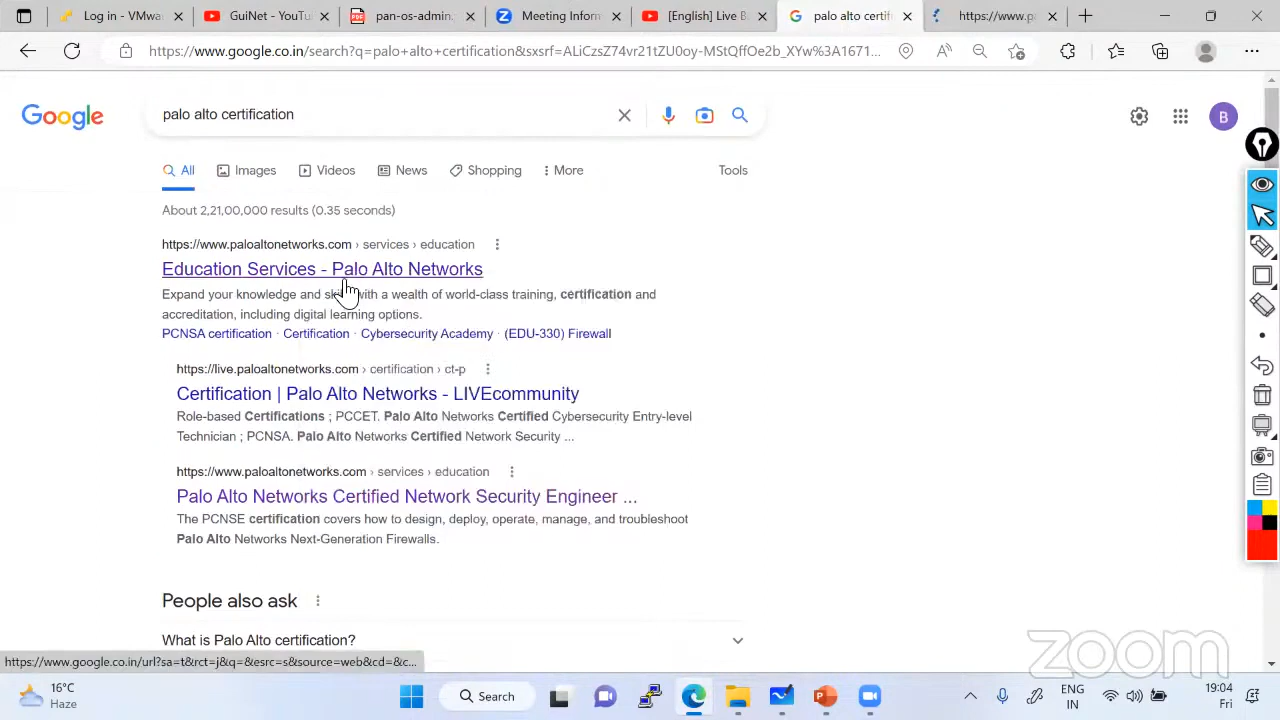 Log in - VMwa
GuiNet - YouT
PDF
pan-os-admin.
Meeting Inform
[English] Live B
palo alto certif
https://www.p
https://www.google.co.in/search?q=palo+alto+certification&sxsrf=ALiCzsZ74vr21tZU0oy-MStQffOe2b_XYw%3A1671...
Google
palo alto certification
B
All
Images
Videos
News
Shopping
More
Tools
About 2,21,00,000 results (0.35 seconds)
https://www.paloaltonetworks.com › services › education
Education Services - Palo Alto Networks
Expand your knowledge and skills with a wealth of world-class training, certification and
accreditation, including digital learning options.
PCNSA certification · Certification · Cybersecurity Academy · (EDU-330) Firewall
https://live.paloaltonetworks.com › certification › ct-p
Certification | Palo Alto Networks - LIVEcommunity
Role-based Certifications ; PCCET. Palo Alto Networks Certified Cybersecurity Entry-level
Technician ; PCNSA. Palo Alto Networks Certified Network Security ...
https://www.paloaltonetworks.com › services › education
Palo Alto Networks Certified Network Security Engineer ...
The PCNSE certification covers how to design, deploy, operate, manage, and troubleshoot
Palo Alto Networks Next-Generation Firewalls.
People also ask
What is Palo Alto certification?
https://www.google.co.in/url?sa=t&rct=j&q=&esrc=s&source=web&cd=&c...
zoom
16°C
Haze
Search
ENG
IN
19:04
Fri